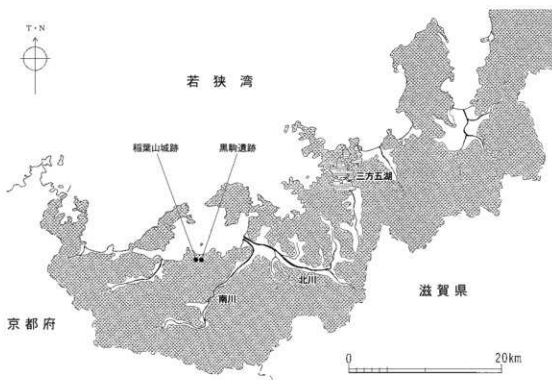 T・N
若狭湾
稲葉山城跡
黒駒遺跡
三方五湖
北川
南川
滋賀県
京都府
0 20km